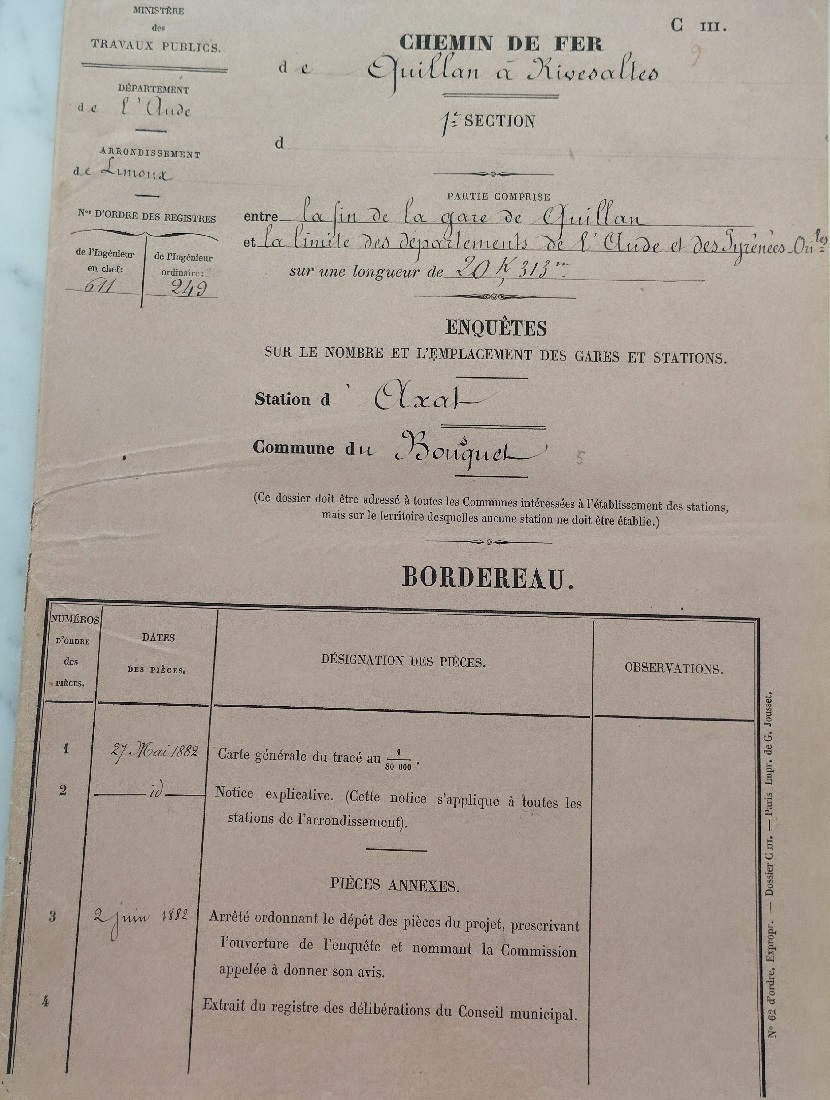 MINISTÈRE
des
TRAVAUX PUBLICS.
DÉPARTEMENT
de l'Aude
ARRONDISSEMENT
de Limoux
Nos D'ORDRE DES REGISTRES
de l'Ingénieur
en chef:
611
de l'Ingénieur
ordinaire:
249
C III.
9
CHEMIN DE FER
de Quillan à Rivesaltes
1re SECTION
d
PARTIE COMPRISE
entre la fin de la gare de Quillan
et la limite des départements de l'Aude et des Pyrénées Ories
sur une longueur de 20 K 313m
ENQUÊTES
SUR LE NOMBRE ET L'EMPLACEMENT DES GARES ET STATIONS.
Station d'Axat
Commune du Bousquet
5
(Ce dossier doit être adressé à toutes les Communes intéressées à l'établissement des stations,
mais sur le territoire desquelles aucune station ne doit être établie.)
BORDEREAU.
NUMÉROS
D'ORDRE
des
PIÈCES.
DATES
DES PIÈCES.
DÉSIGNATION DES PIÈCES.
OBSERVATIONS.
1 27 Mai 1882 Carte générale du tracé au 1/80 000.
2 id Notice explicative. (Cette notice s'applique à toutes les
stations de l'arrondissement).
PIÈCES ANNEXES.
3 2 juin 1882 Arrêté ordonnant le dépôt des pièces du projet, prescrivant
l'ouverture de l'enquête et nommant la Commission
appelée à donner son avis.
4 Extrait du registre des délibérations du Conseil municipal.
No 62 d'ordre, Expropr. — Dossier C III. — Paris Impr. de G. Jousset.